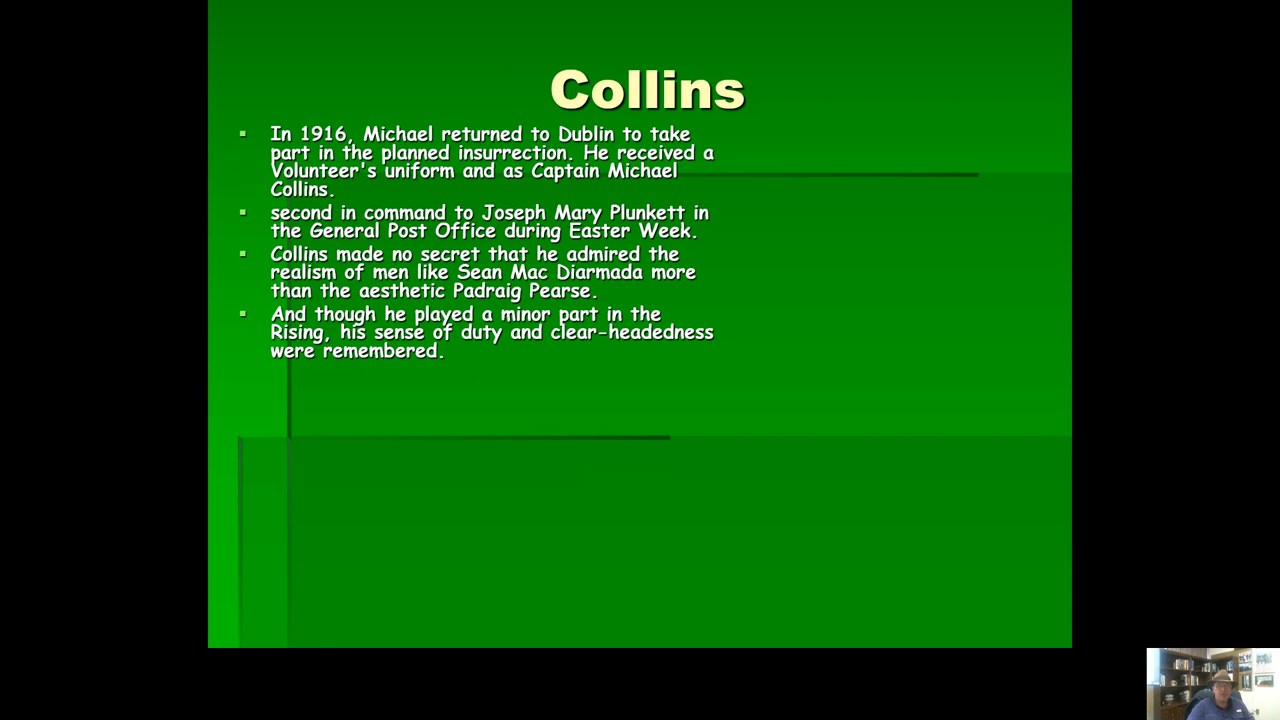 Collins
▪ In 1916, Michael returned to Dublin to take
part in the planned insurrection. He received a
Volunteer's uniform and as Captain Michael
Collins.
▪ second in command to Joseph Mary Plunkett in
the General Post Office during Easter Week.
▪ Collins made no secret that he admired the
realism of men like Sean Mac Diarmada more
than the aesthetic Padraig Pearse.
▪ And though he played a minor part in the
Rising, his sense of duty and clear-headedness
were remembered.